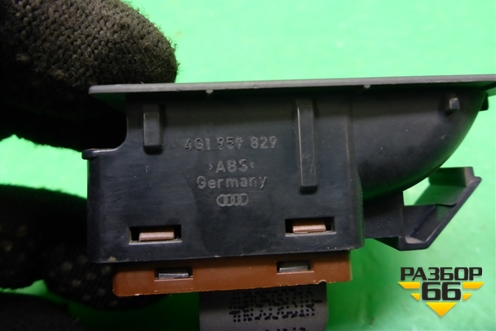 4G1 959 829
>ABS<
Germany
РАЗБОР
66